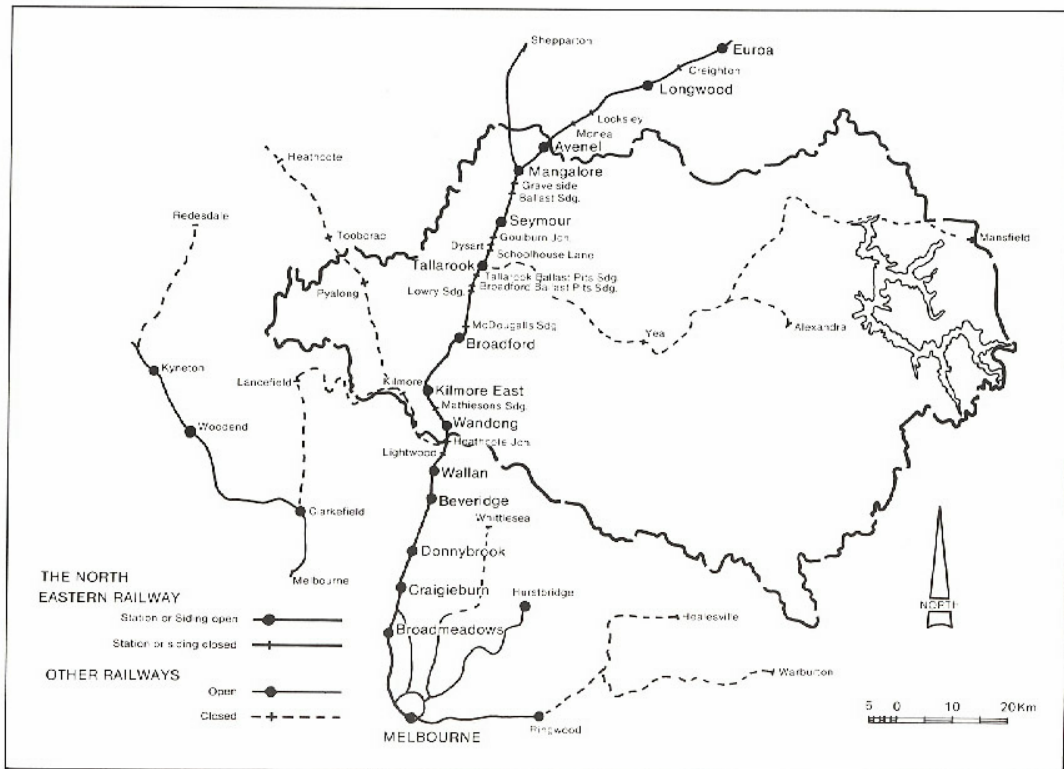 Shepparton
Euroa
Creighton
Longwood
Locksley
Monea
Avenel
Heathcote
Mangalore
Graveside
Ballast Sdg.
Redesdale
Seymour
Tooborac
Goulburn Jcn.
Mansfield
Dysart
Schoolhouse Lane
Tallarook
Tallarook Ballast Pits Sdg.
Pyalong
Lowry Sdg.
Broadford Ballast Pits Sdg.
McDougalls Sdg.
Alexandra
Yea
Broadford
Kyneton
Lancefield
Kilmore
Kilmore East
Mathiesons Sdg.
Wandong
Woodend
Heathcote Jcn.
Lightwood
Wallan
Beveridge
Clarkefield
Whittlesea
Donnybrook
Melbourne
THE NORTH
EASTERN RAILWAY
Craigieburn
Hurstbridge
NORTH
Station or Siding open
Healesville
Broadmeadows
Station or siding closed
OTHER RAILWAYS
Warburton
Open
Closed
5 0 10 20Km
MELBOURNE
Ringwood